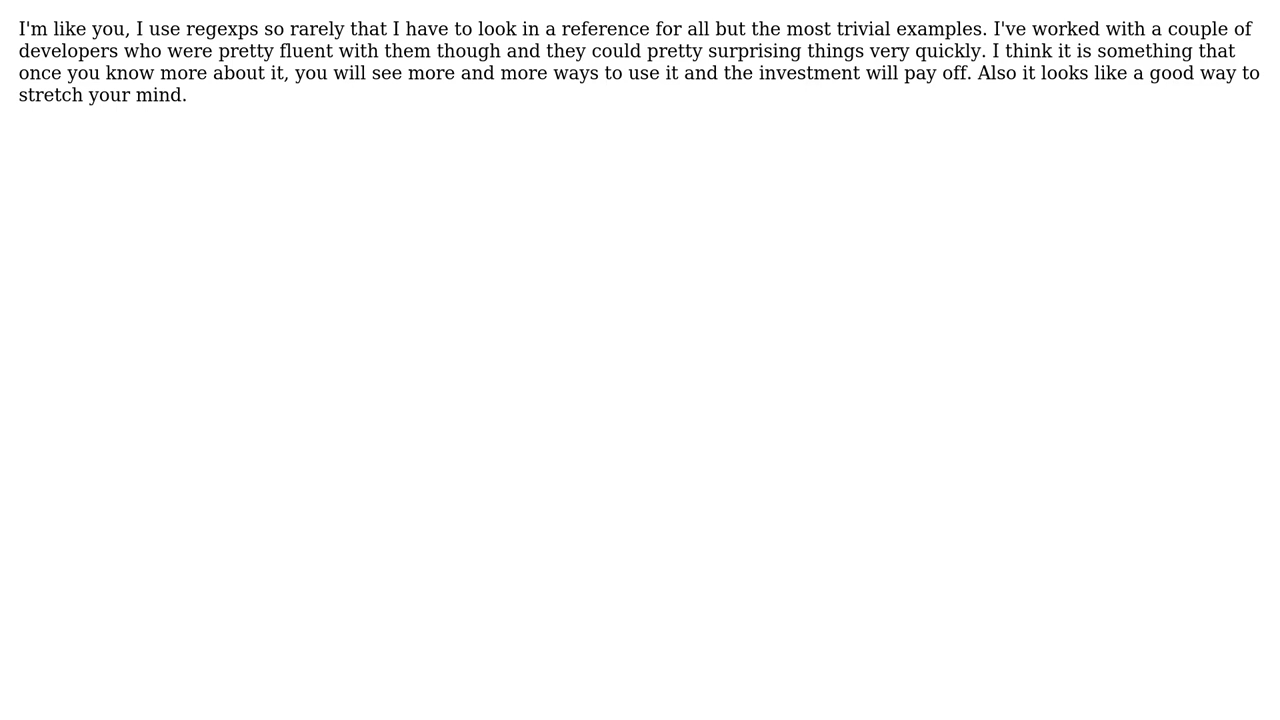 I'm like you, I use regexps so rarely that I have to look in a reference for all but the most trivial examples. I've worked with a couple of
developers who were pretty fluent with them though and they could pretty surprising things very quickly. I think it is something that
once you know more about it, you will see more and more ways to use it and the investment will pay off. Also it looks like a good way to
stretch your mind.